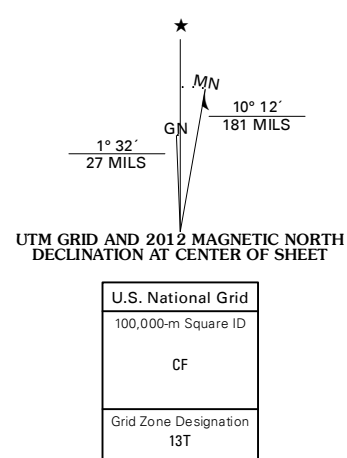 ★
MN
10° 12´
181 MILS
GN
1° 32´
27 MILS
UTM GRID AND 2012 MAGNETIC NORTH
DECLINATION AT CENTER OF SHEET
U.S. National Grid
100,000-m Square ID
CF
Grid Zone Designation
13T